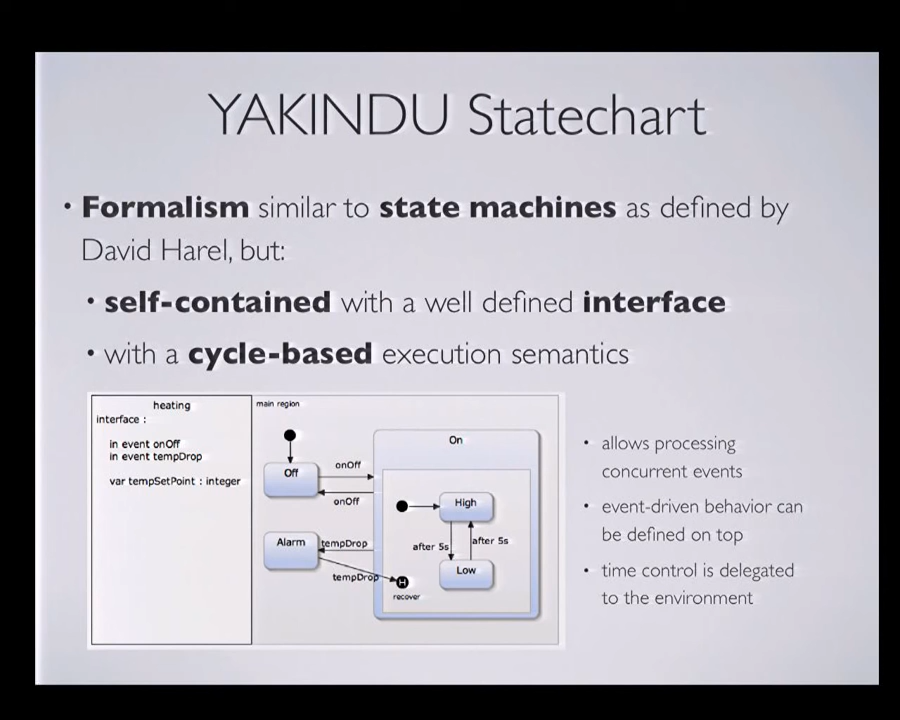 YAKINDU Statechart
• Formalism similar to state machines as defined by
David Harel, but:
• self-contained with a well defined interface
• with a cycle-based execution semantics
heating
interface :
in event onOff
in event tempDrop
var tempSetPoint : integer
main region
Off
onOff
onOff
On
High
after 5s
after 5s
Low
Alarm
tempDrop
tempDrop
H
recover
• allows processing
concurrent events
• event-driven behavior can
be defined on top
• time control is delegated
to the environment